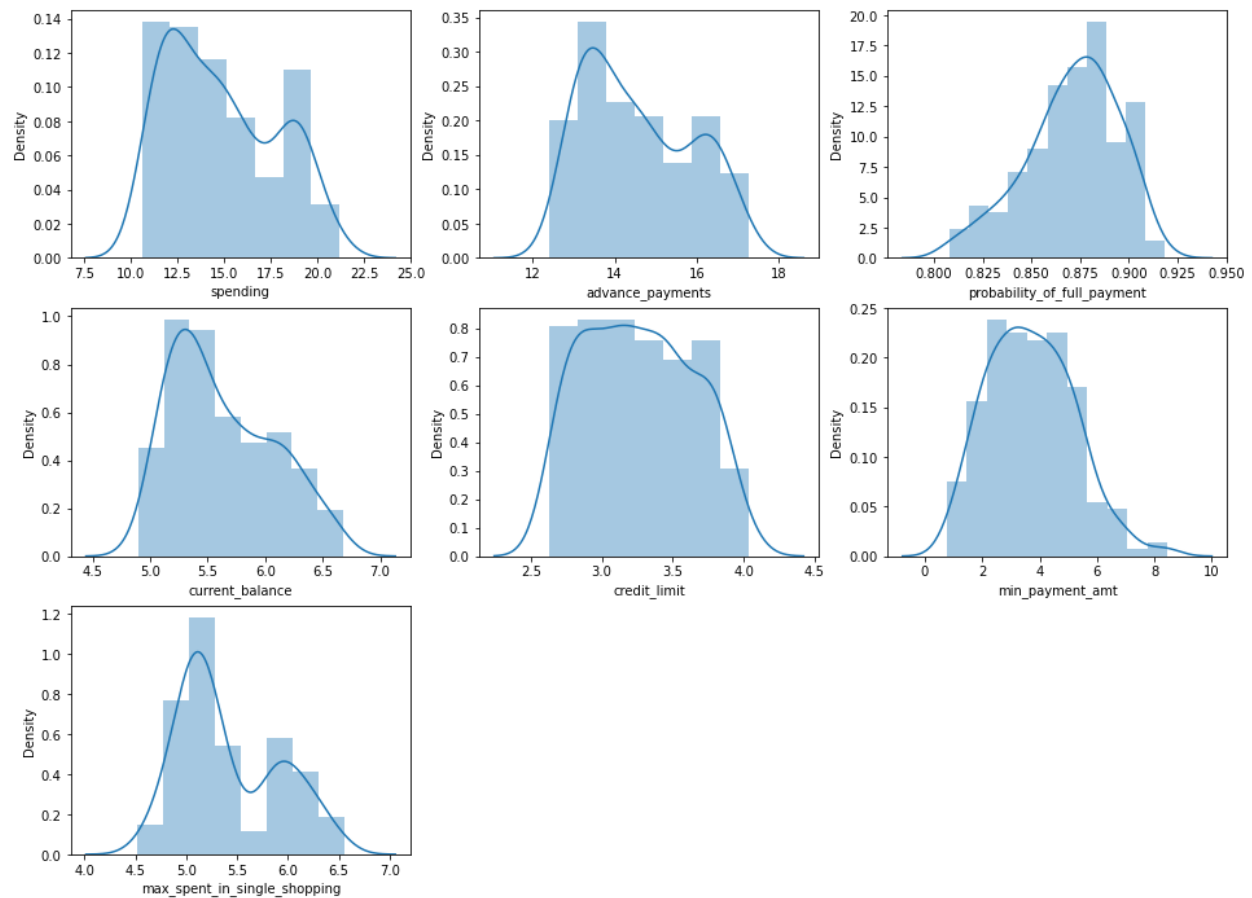 0.14
0.12
0.10
0.08
0.06
0.04
0.02
0.00
Density
7.5 10.0 12.5 15.0 17.5 20.0 22.5 25.0
spending
0.35
0.30
0.25
0.20
0.15
0.10
0.05
0.00
Density
12 14 16 18
advance_payments
20.0
17.5
15.0
12.5
10.0
7.5
5.0
2.5
0.0
Density
0.800 0.825 0.850 0.875 0.900 0.925 0.950
probability_of_full_payment
1.0
0.8
0.6
0.4
0.2
0.0
Density
4.5 5.0 5.5 6.0 6.5 7.0
current_balance
0.8
0.7
0.6
0.5
0.4
0.3
0.2
0.1
0.0
Density
2.5 3.0 3.5 4.0 4.5
credit_limit
0.25
0.20
0.15
0.10
0.05
0.00
Density
0 2 4 6 8 10
min_payment_amt
1.2
1.0
0.8
0.6
0.4
0.2
0.0
Density
4.0 4.5 5.0 5.5 6.0 6.5 7.0
max_spent_in_single_shopping